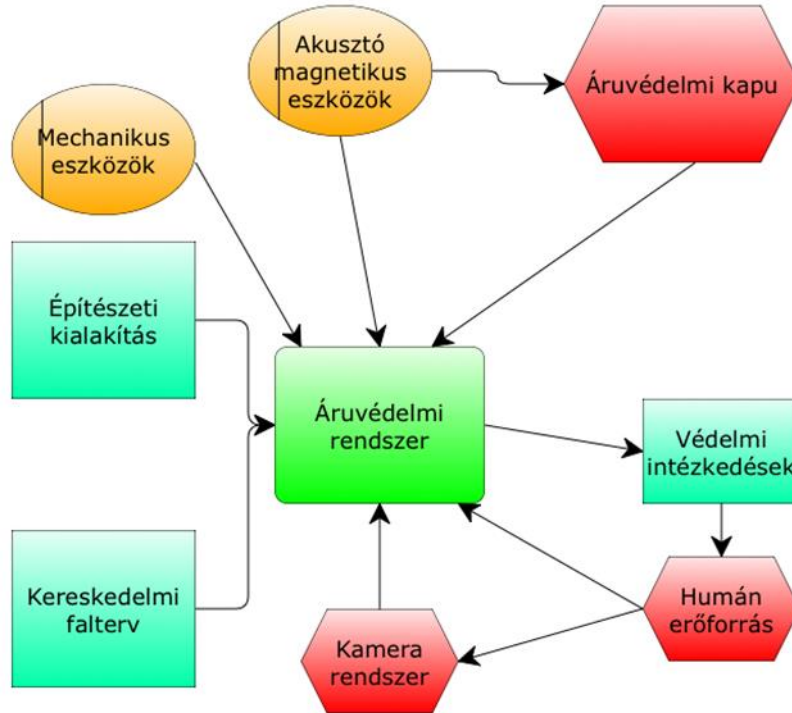 Akusztó
magnetikus
eszközök
Áruvédelmi kapu
Mechanikus
eszközök
Építészeti
kialakítás
Áruvédelmi
rendszer
Védelmi
intézkedések
Kereskedelmi
falterv
Kamera
rendszer
Humán
erőforrás